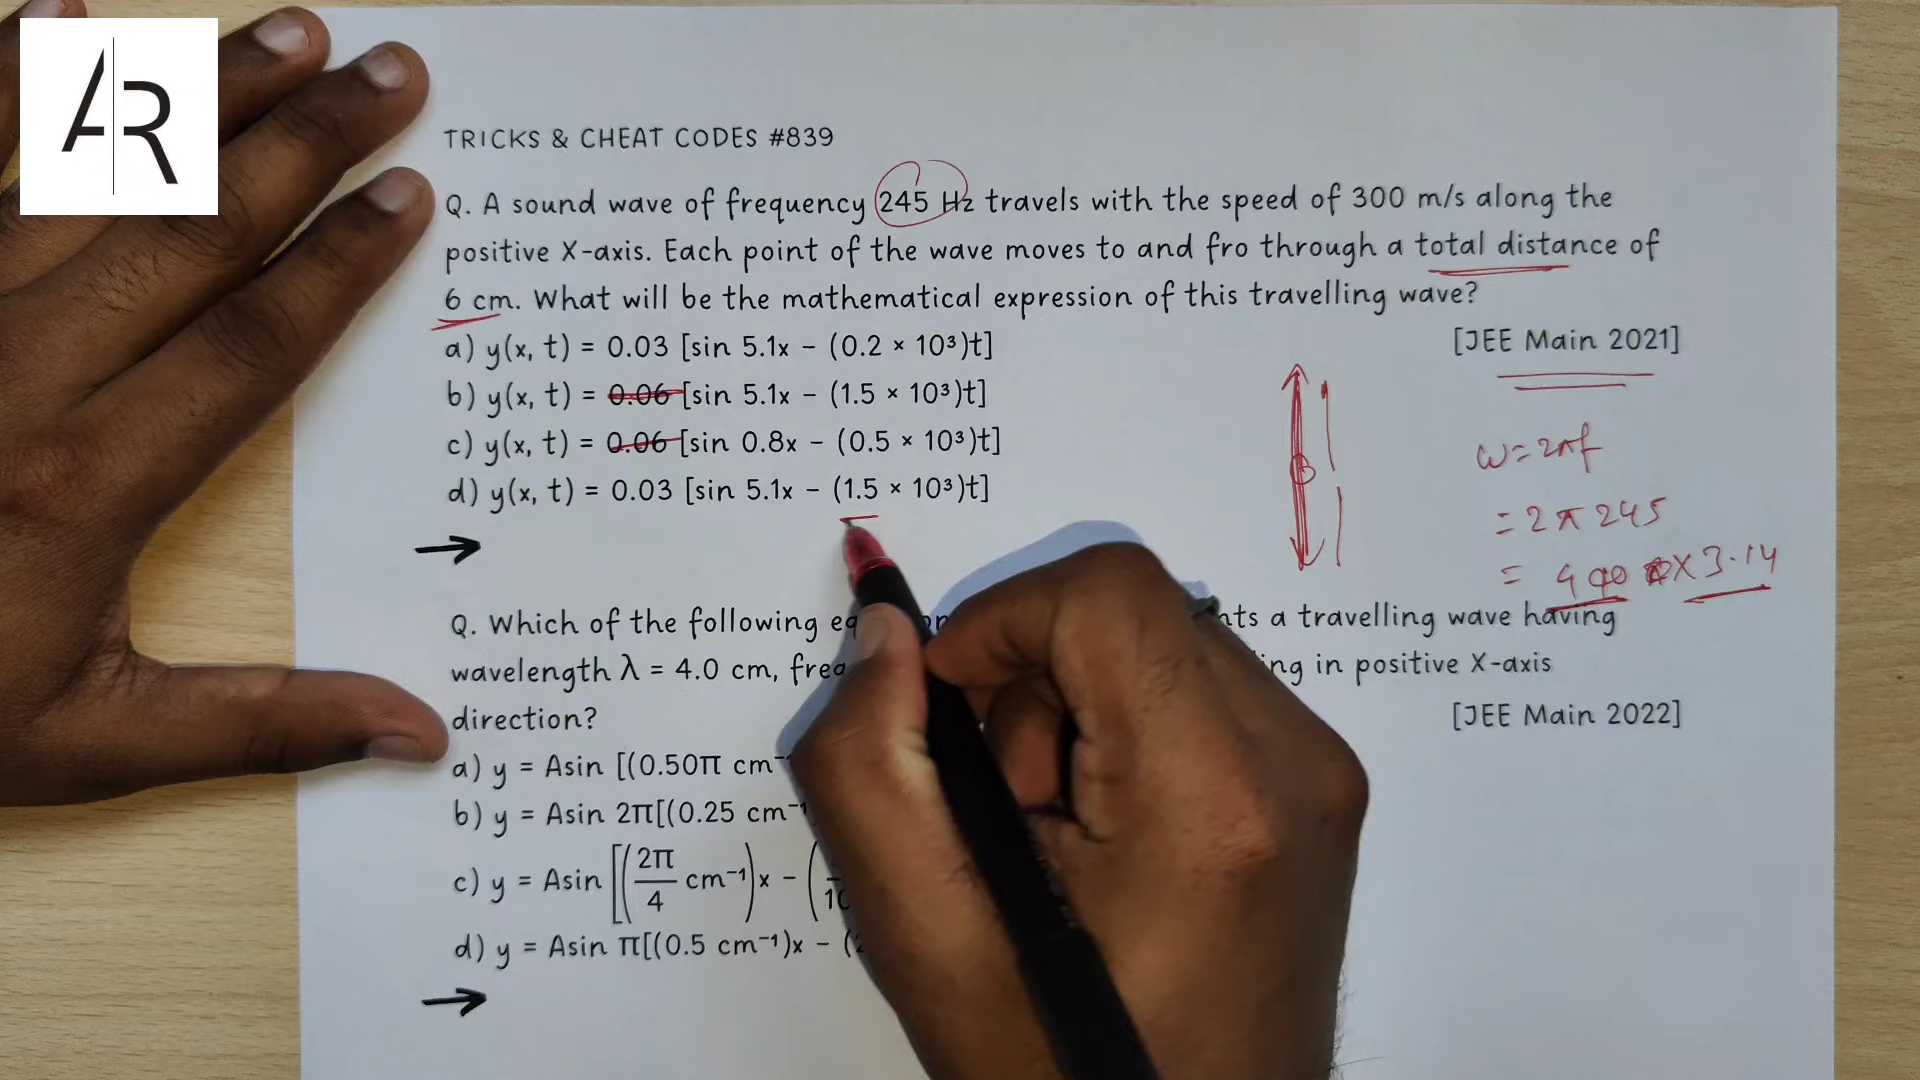 AR
TRICKS & CHEAT CODES #839
Q. A sound wave of frequency 245 Hz travels with the speed of 300 m/s along the
positive X-axis. Each point of the wave moves to and fro through a total distance of
6 cm. What will be the mathematical expression of this travelling wave?
a) y(x, t) = 0.03 [sin 5.1x - (0.2 × 10³)t]
[JEE Main 2021]
b) y(x, t) = 0.06 [sin 5.1x - (1.5 × 10³)t]
c) y(x, t) = 0.06 [sin 0.8x - (0.5 × 10³)t]
d) y(x, t) = 0.03 [sin 5.1x - (1.5 × 10³)t]
ω = 2πf
= 2π 245
= 490 × 3.14
Q. Which of the following a travelling wave having
wavelength λ = 4.0 cm, in positive X-axis
direction?
[JEE Main 2022]
a) y = Asin [(0.50π cm⁻
b) y = Asin 2π[(0.25 cm⁻¹
c) y = Asin [(2π/4 cm⁻¹)x - (
d) y = Asin π[(0.5 cm⁻¹)x - (